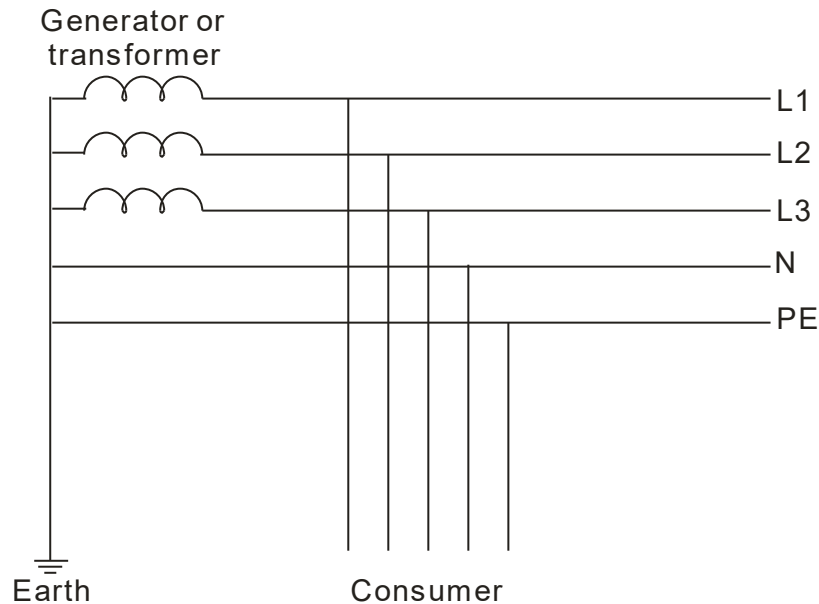 Generator or
transformer
L1
L2
L3
N
PE
Earth
Consumer